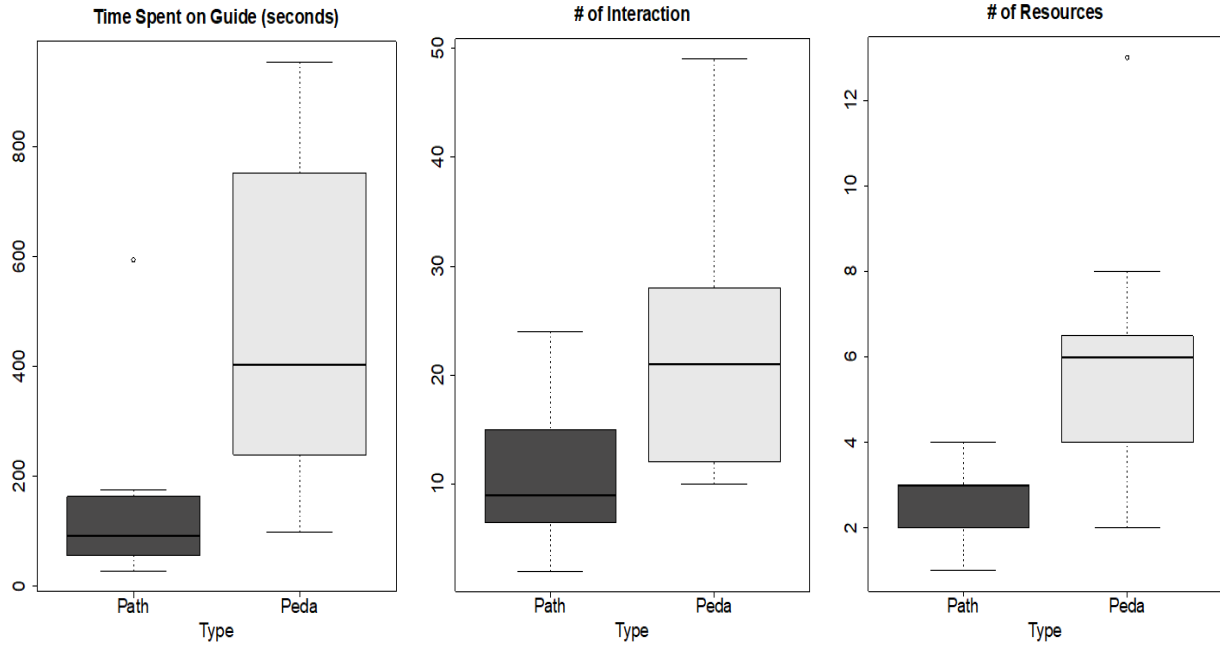 Time Spent on Guide (seconds)
800
600
400
200
0
Path Peda
Type
# of Interaction
50
40
30
20
10
Path Peda
Type
# of Resources
12
10
8
6
4
2
Path Peda
Type